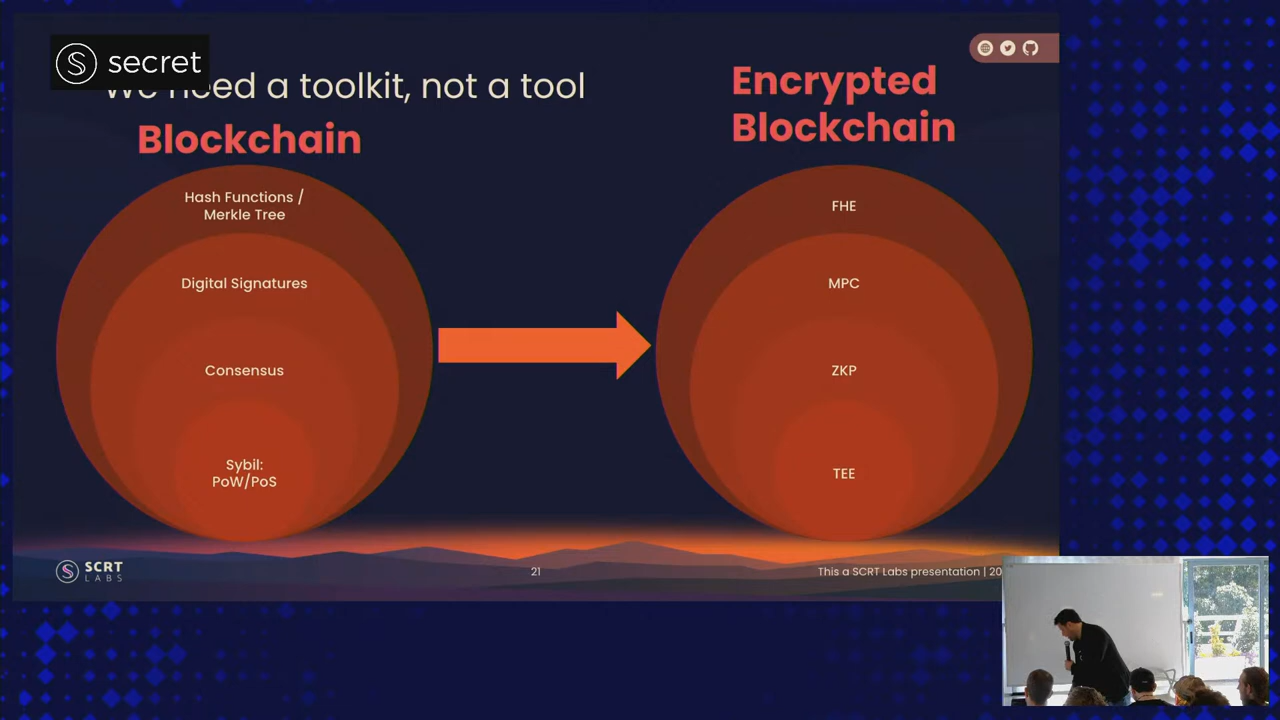 secret
We need a toolkit, not a tool
Encrypted
Blockchain
Blockchain
Hash Functions /
Merkle Tree
Digital Signatures
Consensus
Sybil:
PoW/PoS
FHE
MPC
ZKP
TEE
SCRT
LABS
21
This a SCRT Labs presentation | 20